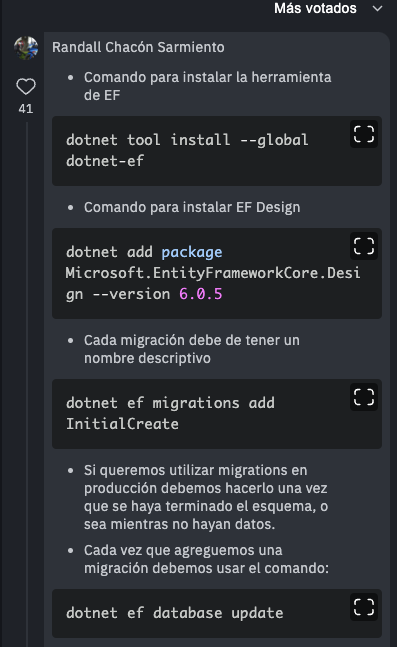 Más votados
Randall Chacón Sarmiento
41
• Comando para instalar la herramienta
de EF
dotnet tool install --global
dotnet-ef
• Comando para instalar EF Design
dotnet add package
Microsoft.EntityFrameworkCore.Desi
gn --version 6.0.5
• Cada migración debe de tener un
nombre descriptivo
dotnet ef migrations add
InitialCreate
• Si queremos utilizar migrations en
producción debemos hacerlo una vez
que se haya terminado el esquema, o
sea mientras no hayan datos.
• Cada vez que agreguemos una
migración debemos usar el comando:
dotnet ef database update